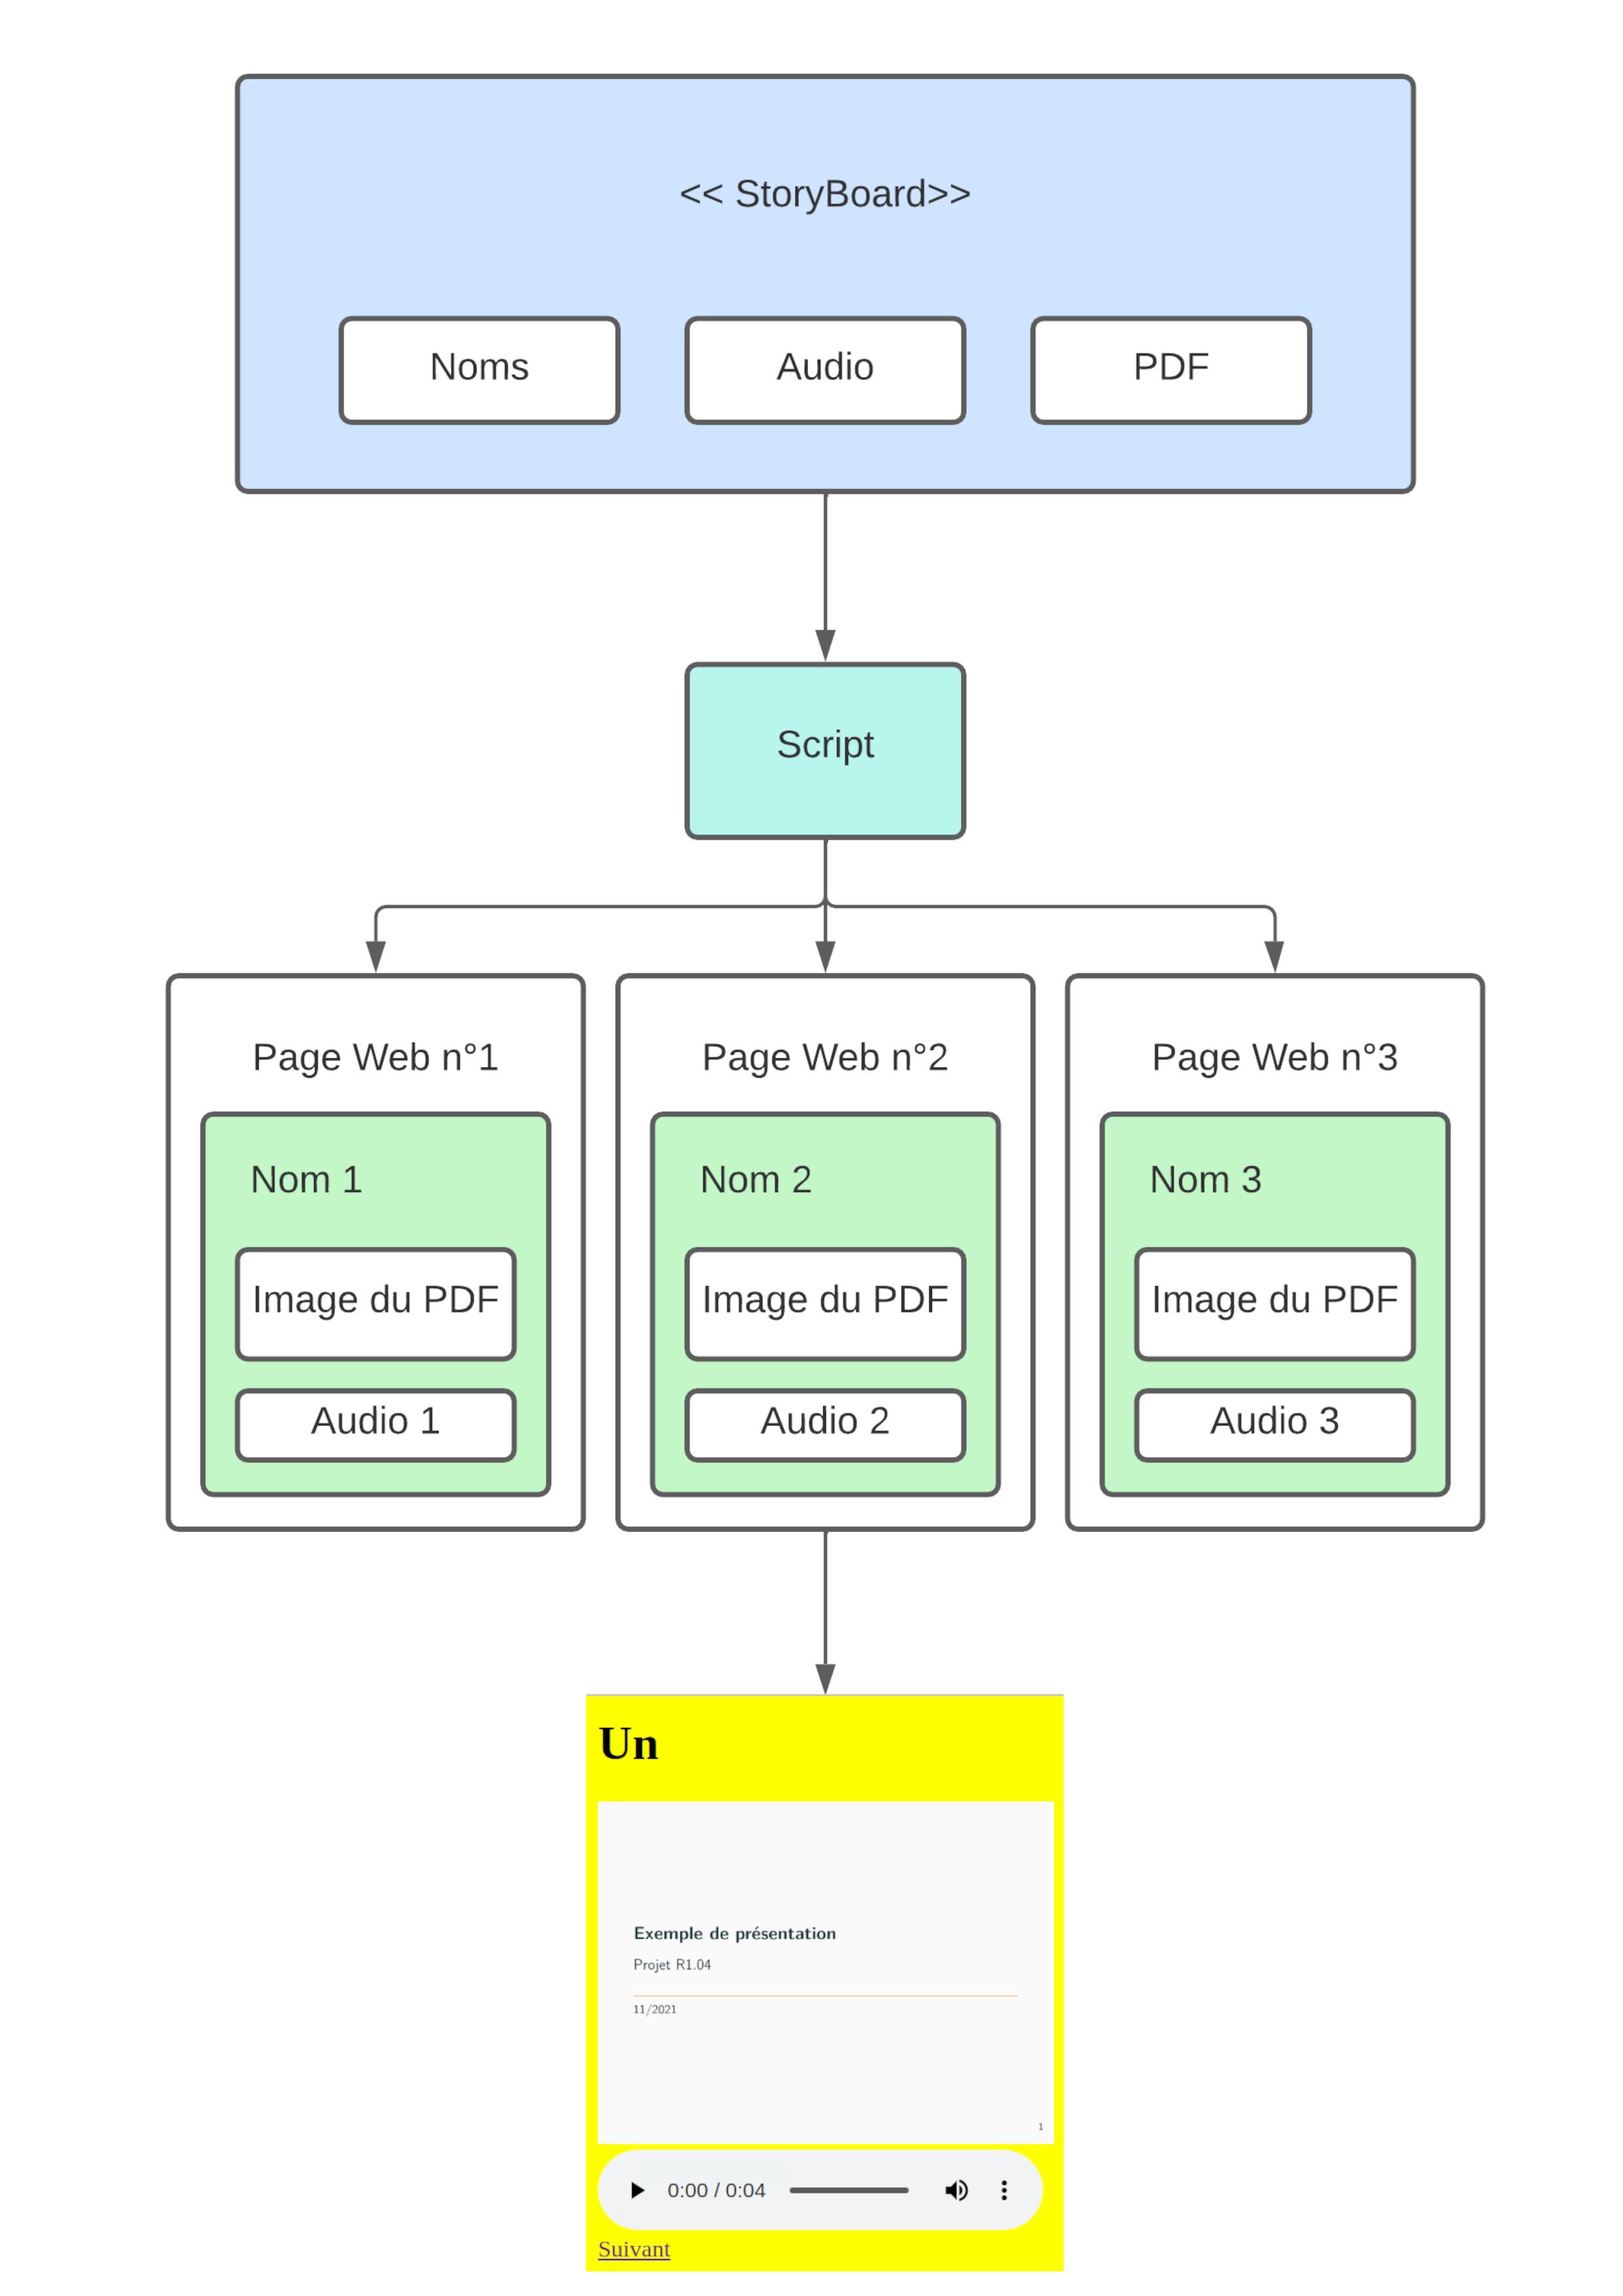 << StoryBoard>>
Noms
Audio
PDF
Script
Page Web n°1
Page Web n°2
Page Web n°3
Nom 1
Nom 2
Nom 3
Image du PDF
Image du PDF
Image du PDF
Audio 1
Audio 2
Audio 3
Un
Exemple de présentation
Projet R1.04
11/2021
1
0:00 / 0:04
Suivant